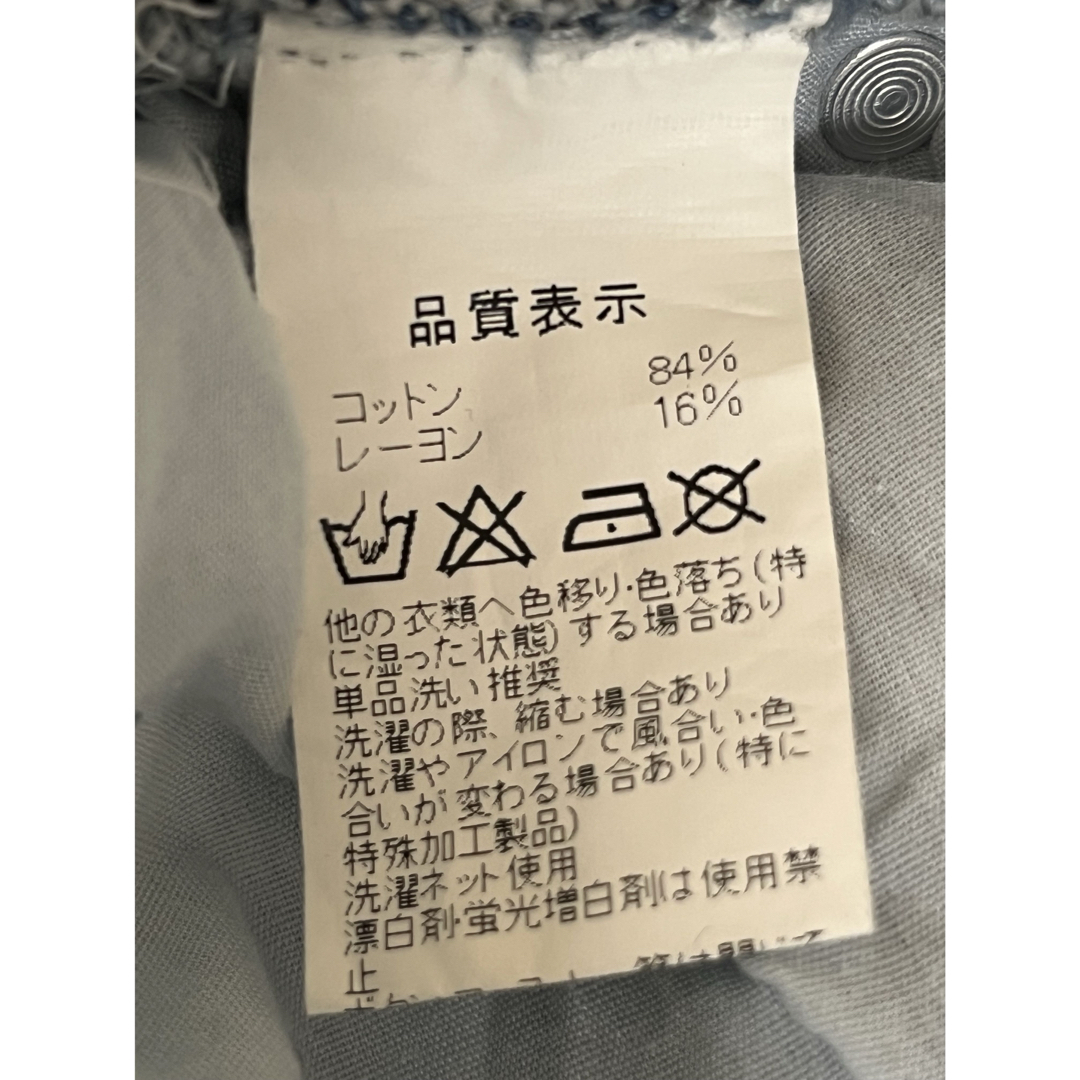 品質表示
コットン 84%
レーヨン 16%
他の衣類へ色移り・色落ち(特
に湿った状態)する場合あり
単品洗い推奨
洗濯の際、縮む場合あり
洗濯やアイロンで風合い・色
合いが変わる場合あり(特に
特殊加工製品)
洗濯ネット使用
漂白剤・蛍光増白剤は使用禁
止